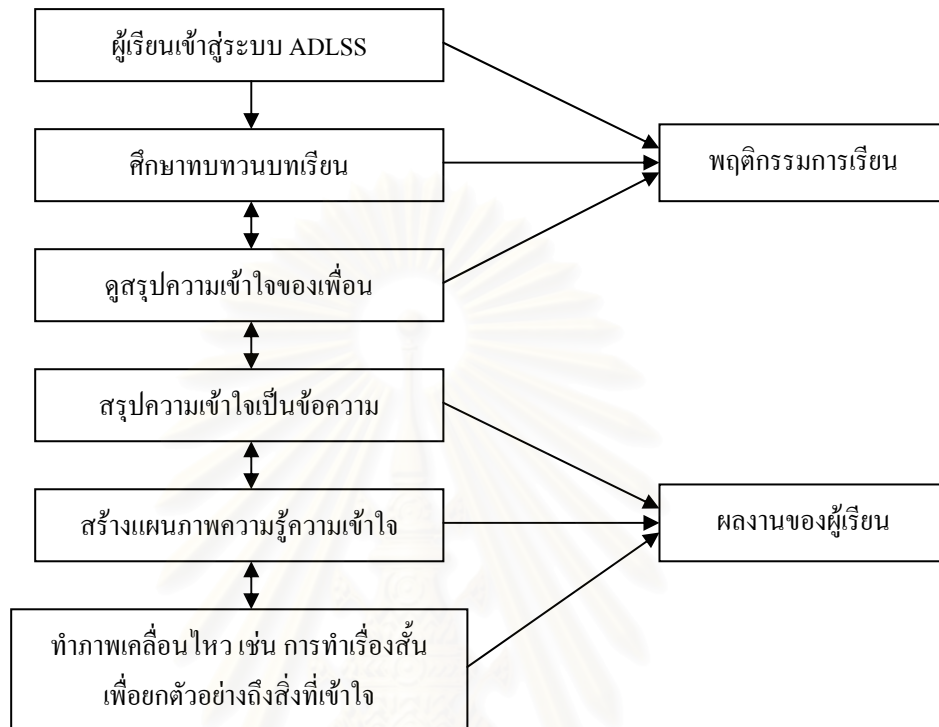 ผู้เรียนเข้าสู่ระบบ ADLSS
ศึกษาทบทวนบทเรียน
พฤติกรรมการเรียน
ดูสรุปความเข้าใจของเพื่อน
สรุปความเข้าใจเป็นข้อความ
สร้างแผนภาพความรู้ความเข้าใจ
ผลงานของผู้เรียน
ทำภาพเคลื่อนไหว เช่น การทำเรื่องสั้น
เพื่อยกตัวอย่างถึงสิ่งที่เข้าใจ